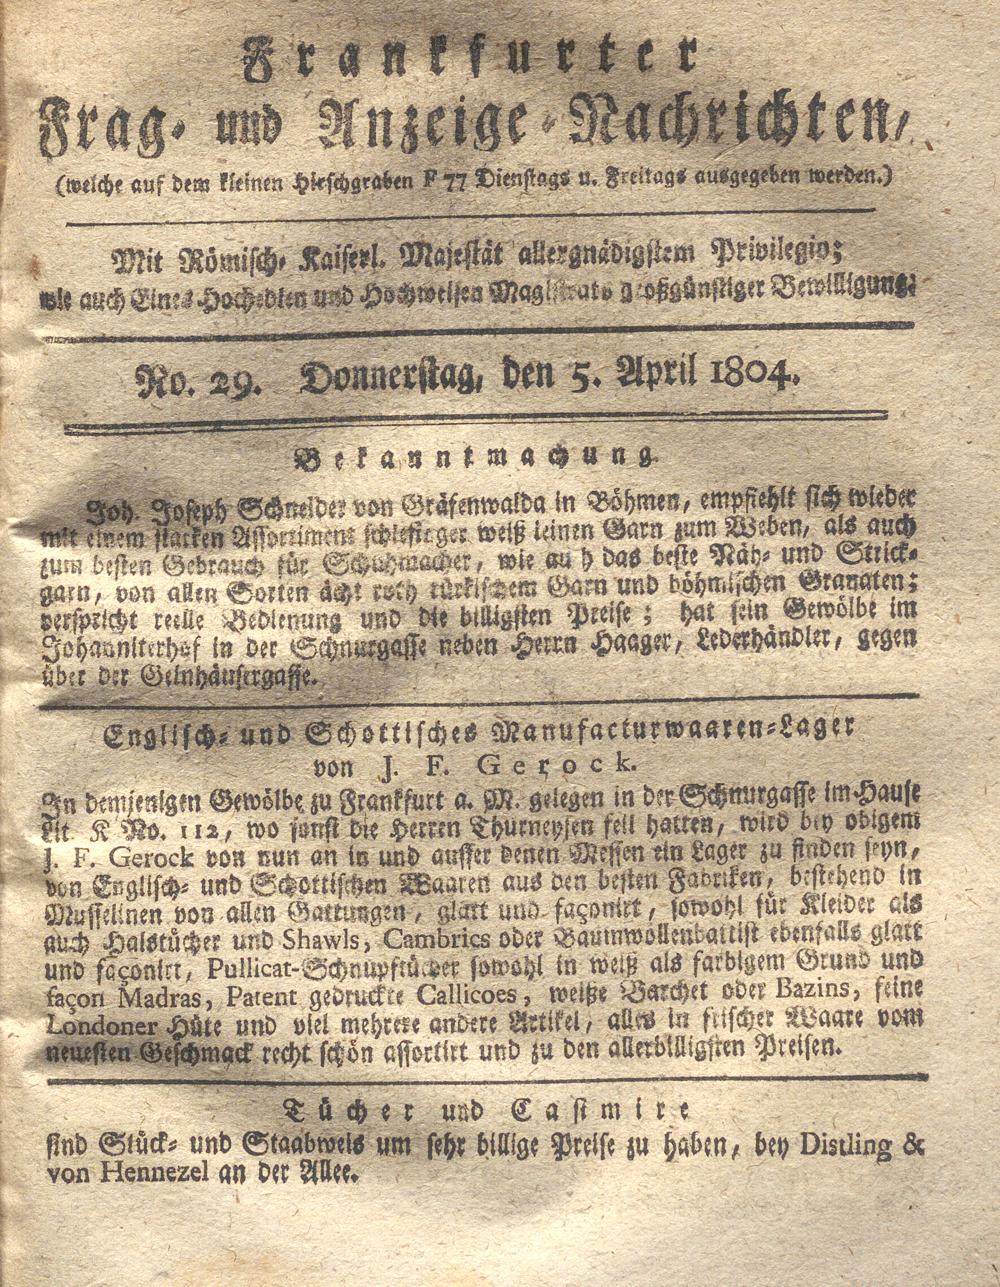 Frankfurter
Frag- und Anzeige-Nachrichten,
(welche auf dem kleinen Hirschgraben F 77 Dienstags u. Freitags ausgegeben werden.)
Mit Römisch- Kaiserl. Majestät allergnädigstem Privilegio;
wie auch Eines Hochedlen und Hochweisen Magistrats großgünstiger Bewilligung:
No. 29. Donnerstag, den 5. April 1804.
Bekanntmachung.
Joh. Joseph Schneider von Gräfenwalda in Böhmen, empfiehlt sich wieder
mit einem starken Assortiment schlesischer weiß leinen Garn zum Weben, als auch
zum besten Gebrauch für Schuhmacher, wie auch das beste Näh- und Strick-
garn, von allen Sorten ächt roth türkischem Garn und böhmischen Granaten;
verspricht reelle Bedienung und die billigsten Preise; hat sein Gewölbe im
Johanniterhof in der Schnurgasse neben Herrn Haager, Lederhändler, gegen
über der Gelnhäusergasse.
Englisch- und Schottisches Manufacturwaaren-Lager
von J. F. Gerock.
In demjenigen Gewölbe zu Frankfurt a. M. gelegen in der Schnurgasse im Hause
Lit. K No. 112, wo sonst die Herren Thurneysen feil hatten, wird bey obigem
J. F. Gerock von nun an in und ausser denen Messen ein Lager zu finden seyn,
von Englisch- und Schottischen Waaren aus den besten Fabriken, bestehend in
Musselinen von allen Gattungen, glatt und façonirt, sowohl für Kleider als
auch Halstücher und Shawls, Cambrics oder Baumwollenbattist ebenfalls glatt
und façonirt, Pullicat-Schnupftücher sowohl in weiß als farbigem Grund und
façon Madras, Patent gedruckte Callicoes, weiße Barchet oder Bazins, feine
Londoner Hüte und viel mehrere andere Artikel, alles in frischer Waare vom
neuesten Geschmack recht schön assortirt und zu den allerbilligsten Preisen.
Tücher und Casimire
sind Stück- und Staabweis um sehr billige Preise zu haben, bey Distling &
von Hennezel an der Allee.